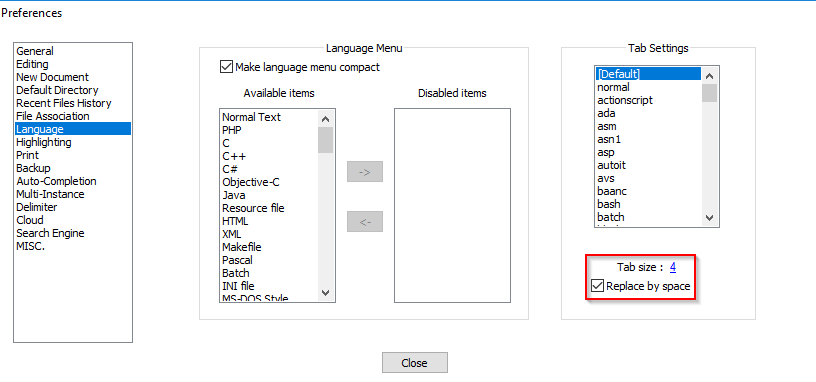 Preferences
General
Editing
New Document
Default Directory
Recent Files History
File Association
Language
Highlighting
Print
Backup
Auto-Completion
Multi-Instance
Delimiter
Cloud
Search Engine
MISC.
Language Menu
Make language menu compact
Available items
Normal Text
PHP
C
C++
C#
Objective-C
Java
Resource file
HTML
XML
Makefile
Pascal
Batch
INI file
MS-DOS Style
->
<-
Disabled items
Tab Settings
[Default]
normal
actionscript
ada
asm
asn1
asp
autoit
avs
baanc
bash
batch
Tab size : 4
Replace by space
Close